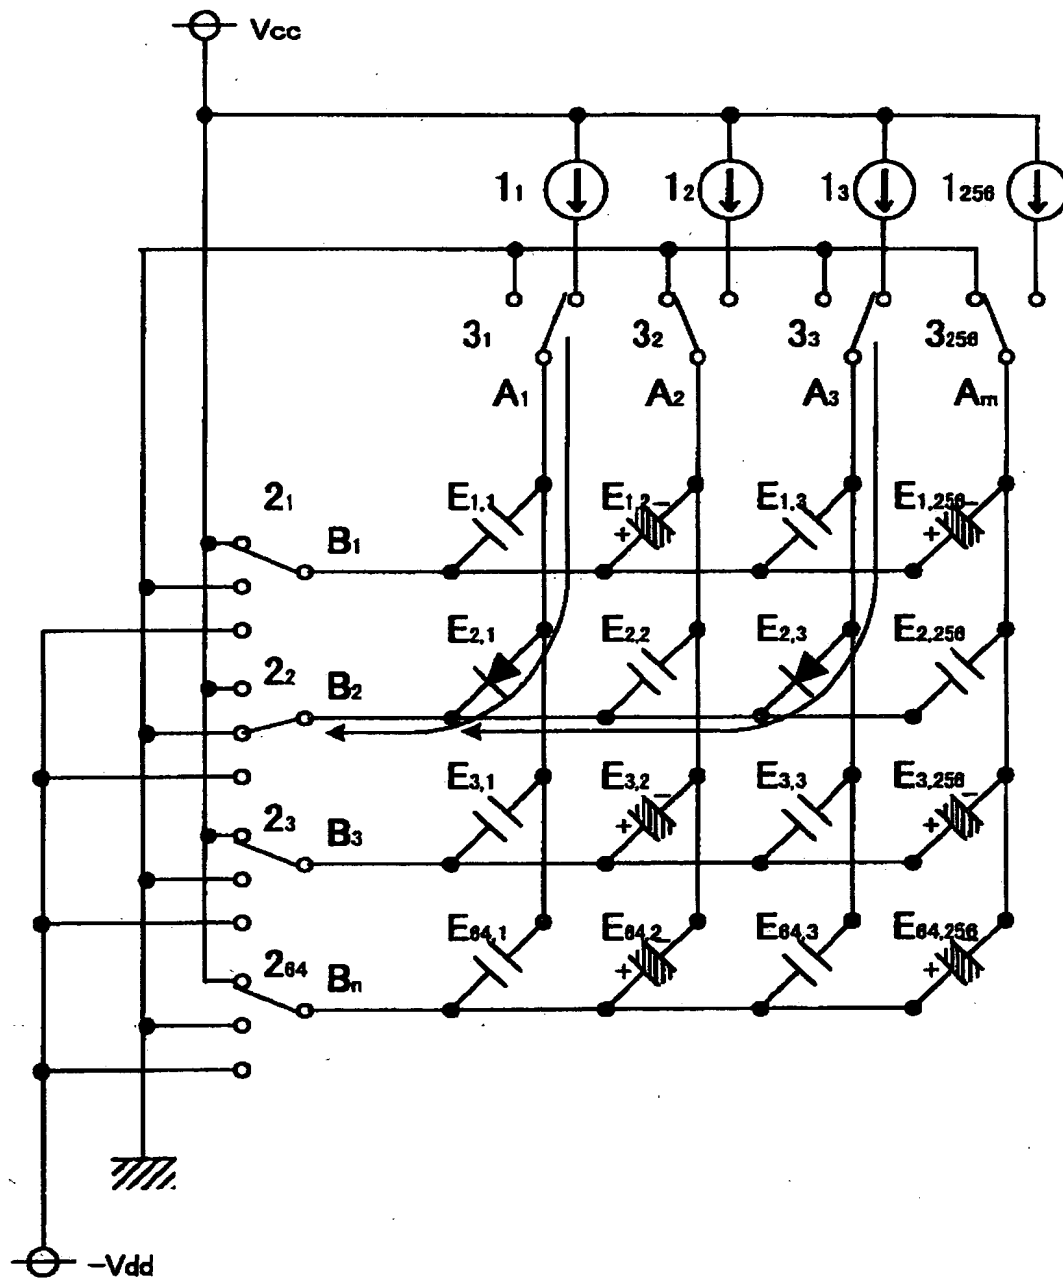 Vcc
1₁ 1₂ 1₃ 1₂₅₆
3₁ 3₂ 3₃ 3₂₅₆
A₁ A₂ A₃ Aₘ
2₁ B₁ E₁,₁ E₁,₂ E₁,₃ E₁,₂₅₆
+ − + −
2₂ B₂ E₂,₁ E₂,₂ E₂,₃ E₂,₂₅₆
2₃ B₃ E₃,₁ E₃,₂ E₃,₃ E₃,₂₅₆
+ − + −
2₆₄ Bₙ E₆₄,₁ E₆₄,₂ E₆₄,₃ E₆₄,₂₅₆
+ − + −
-Vdd